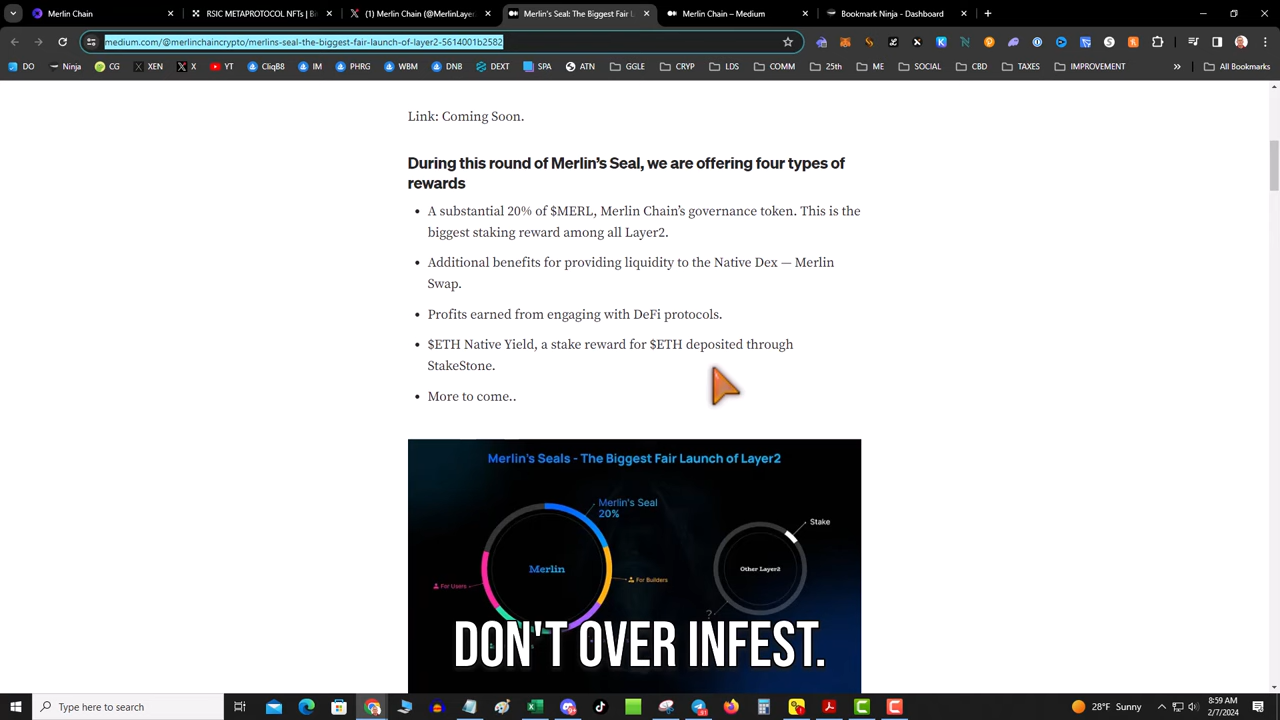 Merlin Chain
RSIC METAPROTOCOL NFTs | B
(1) Merlin Chain (@MerlinLayer
Merlin's Seal: The Biggest Fair L
Merlin Chain – Medium
Bookmark Ninja - Dashboard
medium.com/@merlinchaincrypto/merlins-seal-the-biggest-fair-launch-of-layer2-5614001b2582
DO
Ninja
CG
XEN
X
YT
CliqB8
IM
PHRG
WBM
DNB
DEXT
SPA
ATN
GGLE
CRYP
LDS
COMM
25th
ME
SOCIAL
CBD
TAXES
IMPROVEMENT
»
All Bookmarks
Link: Coming Soon.
During this round of Merlin's Seal, we are offering four types of
rewards
• A substantial 20% of $MERL, Merlin Chain's governance token. This is the
biggest staking reward among all Layer2.
• Additional benefits for providing liquidity to the Native Dex — Merlin
Swap.
• Profits earned from engaging with DeFi protocols.
• $ETH Native Yield, a stake reward for $ETH deposited through
StakeStone.
• More to come..
Merlin's Seals - The Biggest Fair Launch of Layer2
Merlin's Seal
20%
Stake
Merlin
Other Layer2
For Users
For Builders
?
DON'T OVER INFEST.
Type here to search
28°F Sunny
8:59 AM
2/7/2024